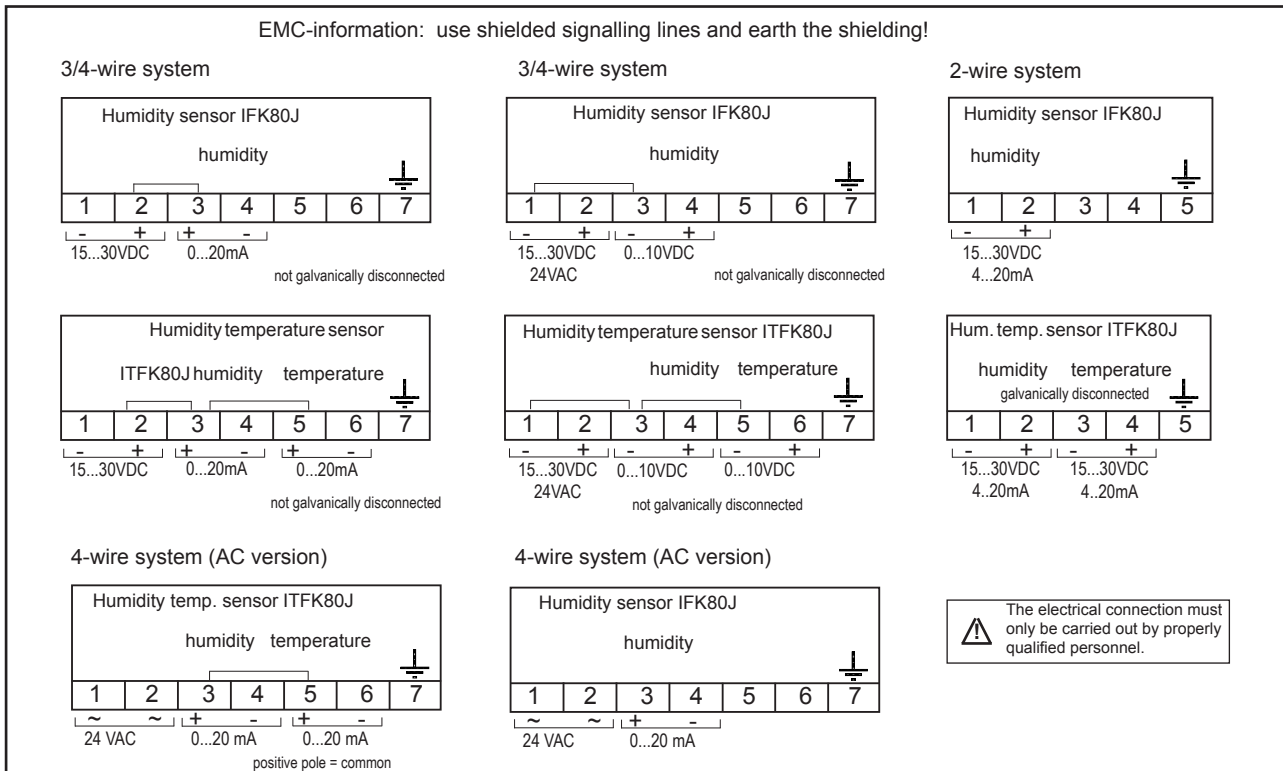 EMC-information: use shielded signalling lines and earth the shielding!
3/4-wire system
Humidity sensor IFK80J
humidity
1 2 3 4 5 6 7
- + + -
15...30VDC 0...20mA
not galvanically disconnected
3/4-wire system
Humidity sensor IFK80J
humidity
1 2 3 4 5 6 7
- + - +
15...30VDC 0...10VDC
24VAC
not galvanically disconnected
2-wire system
Humidity sensor IFK80J
humidity
1 2 3 4 5
- +
15...30VDC
4...20mA
Humidity temperature sensor
ITFK80J humidity temperature
1 2 3 4 5 6 7
- + + - + -
15...30VDC 0...20mA 0...20mA
not galvanically disconnected
Humidity temperature sensor ITFK80J
humidity temperature
1 2 3 4 5 6 7
- + - + - +
15...30VDC 0...10VDC 0...10VDC
24VAC
not galvanically disconnected
Hum. temp. sensor ITFK80J
humidity temperature
galvanically disconnected
1 2 3 4 5
- + - +
15...30VDC 15...30VDC
4..20mA 4..20mA
4-wire system (AC version)
Humidity temp. sensor ITFK80J
humidity temperature
1 2 3 4 5 6 7
~ ~ + - + -
24 VAC 0...20 mA 0...20 mA
positive pole = common
4-wire system (AC version)
Humidity sensor IFK80J
humidity
1 2 3 4 5 6 7
~ ~ + -
24 VAC 0...20 mA
The electrical connection must
only be carried out by properly
qualified personnel.